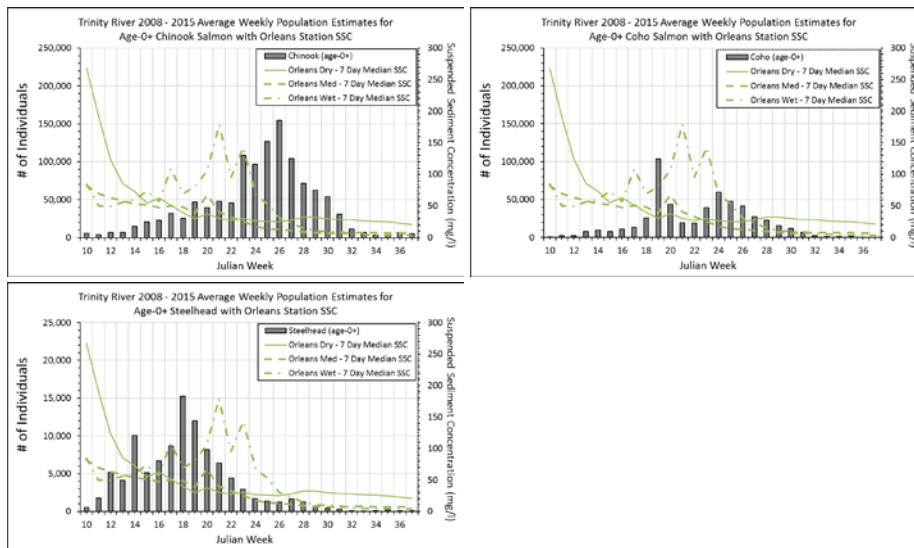 Trinity River 2008 - 2015 Average Weekly Population Estimates for
Age-0+ Chinook Salmon with Orleans Station SSC
250,000
200,000
150,000
100,000
50,000
0
# of Individuals
Chinook (age-0+)
Orleans Dry - 7 Day Median SSC
Orleans Med - 7 Day Median SSC
Orleans Wet - 7 Day Median SSC
300
250
200
150
100
50
0
Suspended Sediment Concentration (mg/l)
10 12 14 16 18 20 22 24 26 28 30 32 34 36
Julian Week
Trinity River 2008 - 2015 Average Weekly Population Estimates for
Age-0+ Coho Salmon with Orleans Station SSC
250,000
200,000
150,000
100,000
50,000
0
# of Individuals
Coho (age-0+)
Orleans Dry - 7 Day Median SSC
Orleans Med - 7 Day Median SSC
Orleans Wet - 7 Day Median SSC
300
250
200
150
100
50
0
Suspended Sediment Concentration (mg/l)
10 12 14 16 18 20 22 24 26 28 30 32 34 36
Julian Week
Trinity River 2008 - 2015 Average Weekly Population Estimates for
Age-0+ Steelhead with Orleans Station SSC
25,000
20,000
15,000
10,000
5,000
0
# of Individuals
Steelhead (age-0+)
Orleans Dry - 7 Day Median SSC
Orleans Med - 7 Day Median SSC
Orleans Wet - 7 Day Median SSC
300
250
200
150
100
50
0
Suspended Sediment Concentration (mg/l)
10 12 14 16 18 20 22 24 26 28 30 32 34 36
Julian Week